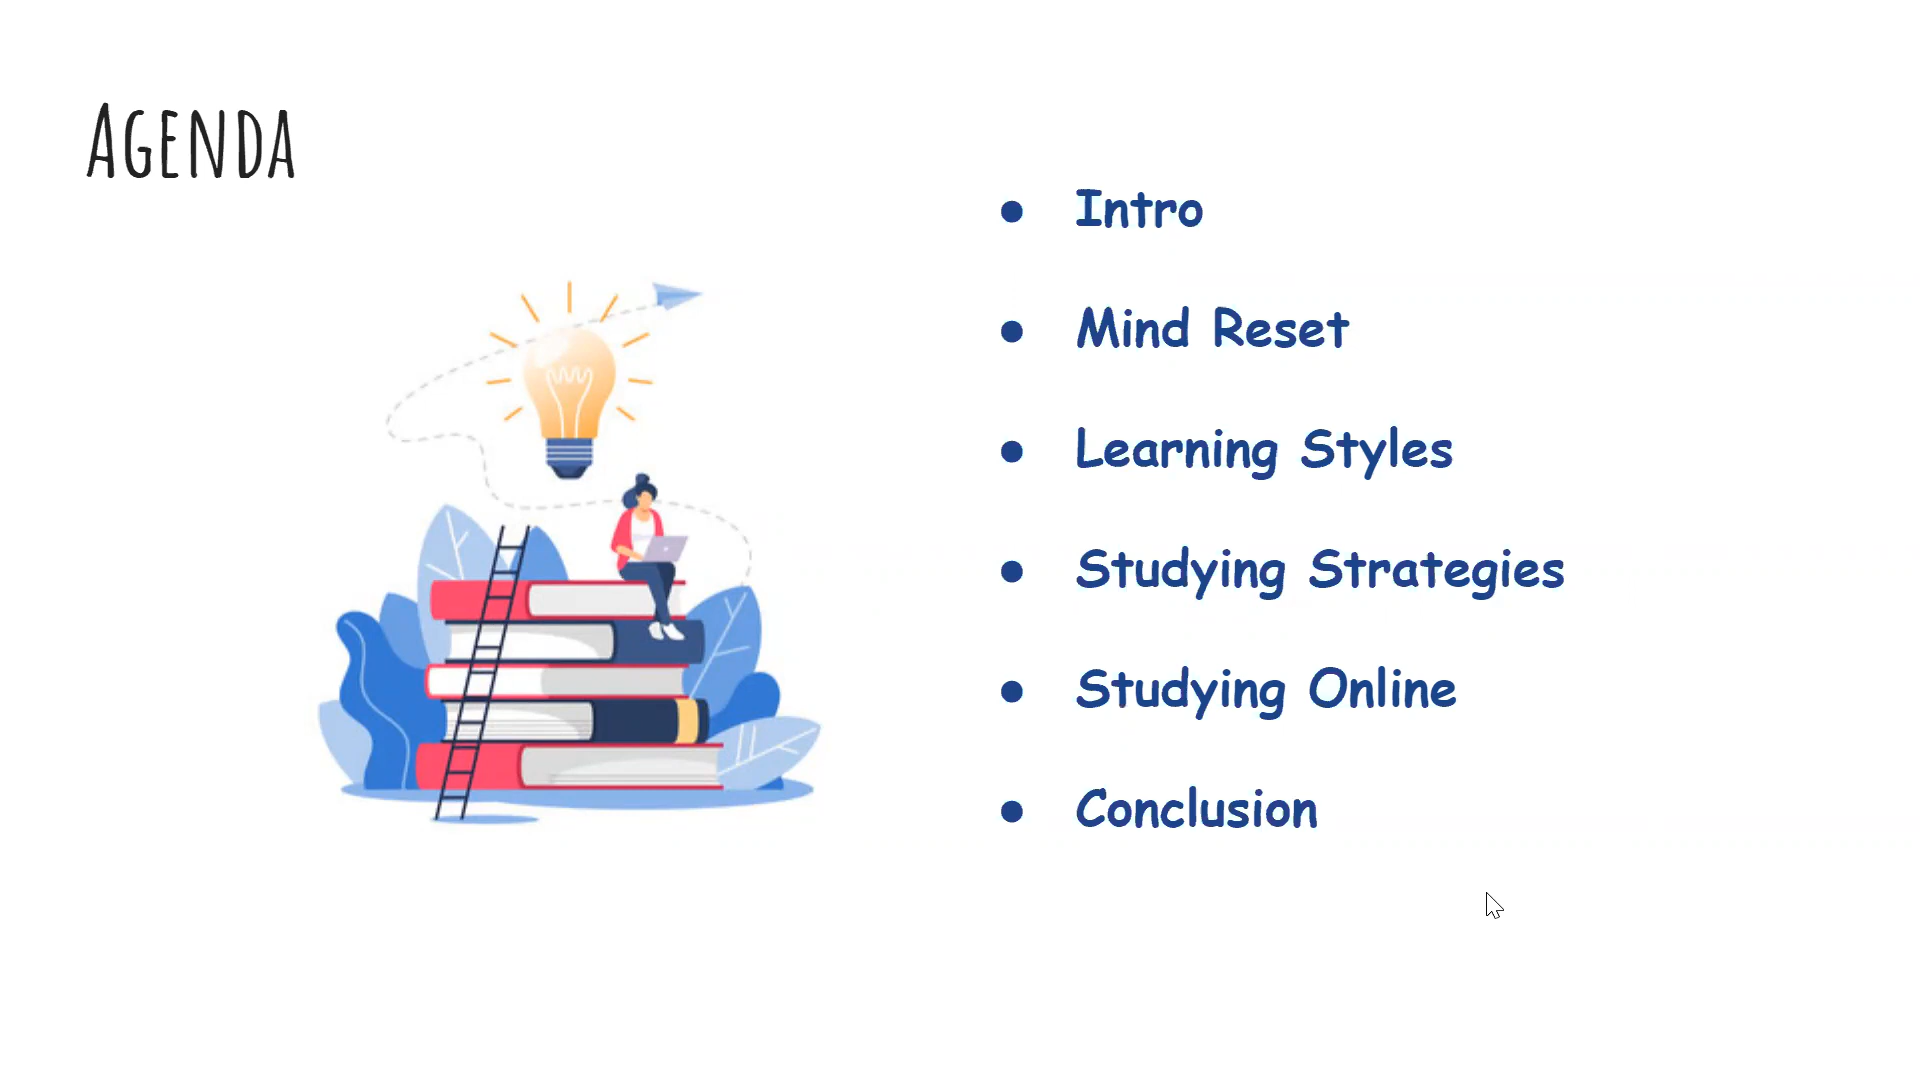 AGENDA
● Intro
● Mind Reset
● Learning Styles
● Studying Strategies
● Studying Online
● Conclusion